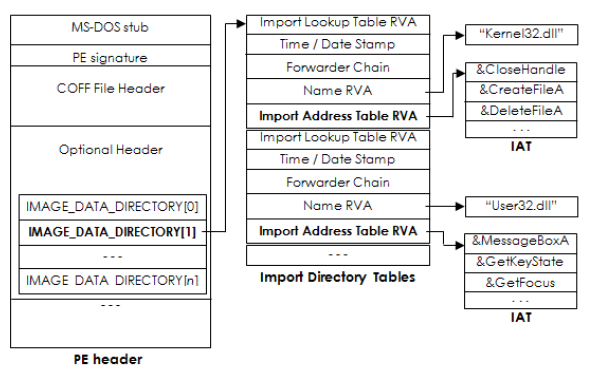 MS-DOS stub
PE signature
COFF File Header
Optional Header
IMAGE_DATA_DIRECTORY[0]
IMAGE_DATA_DIRECTORY[1]
- - -
IMAGE_DATA_DIRECTORY[n]
- - -
PE header
Import Lookup Table RVA
Time / Date Stamp
Forwarder Chain
Name RVA
Import Address Table RVA
Import Lookup Table RVA
Time / Date Stamp
Forwarder Chain
Name RVA
Import Address Table RVA
- - -
Import Directory Tables
“Kernel32.dll”
&CloseHandle
&CreateFileA
&DeleteFileA
- - -
IAT
“User32.dll”
&MessageBoxA
&GetKeyState
&GetFocus
- - -
IAT